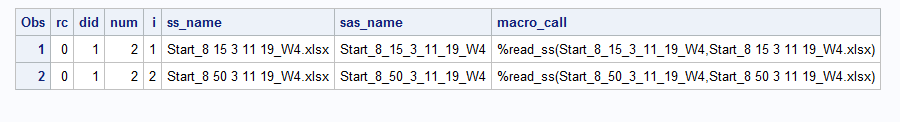 Obs rc did num i ss_name sas_name macro_call
1 0 1 2 1 Start_8 15 3 11 19_W4.xlsx Start_8_15_3_11_19_W4 %read_ss(Start_8_15_3_11_19_W4,Start_8 15 3 11 19_W4.xlsx)
2 0 1 2 2 Start_8 50 3 11 19_W4.xlsx Start_8_50_3_11_19_W4 %read_ss(Start_8_50_3_11_19_W4,Start_8 50 3 11 19_W4.xlsx)